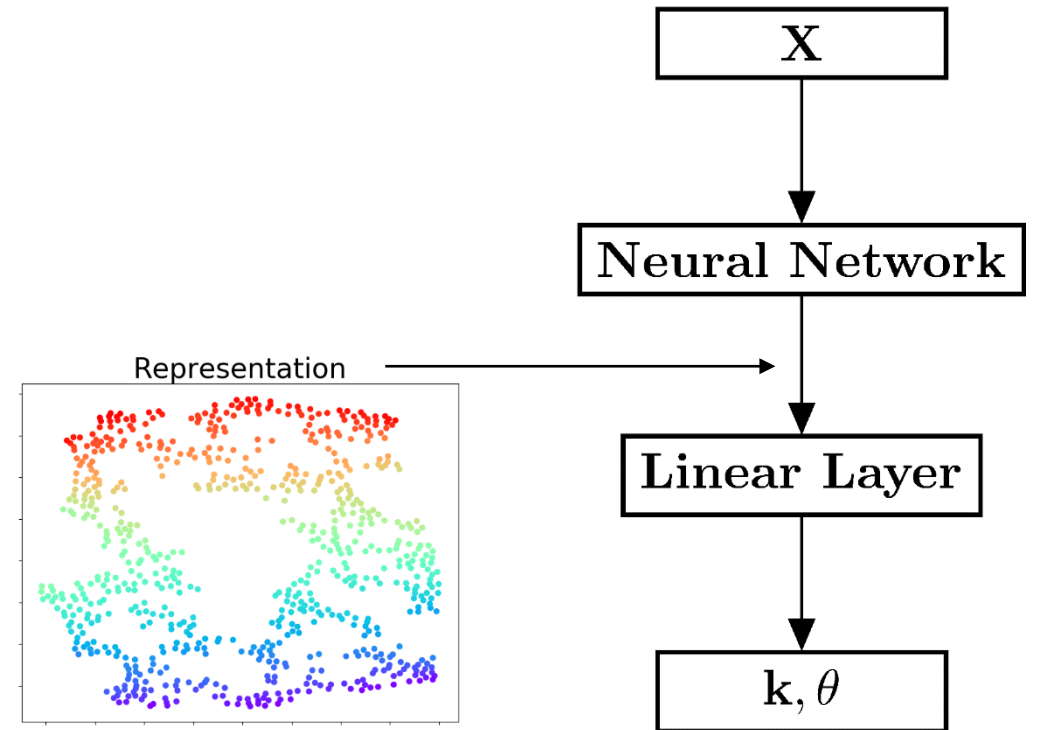 X
Neural Network
Representation
Linear Layer
k, θ